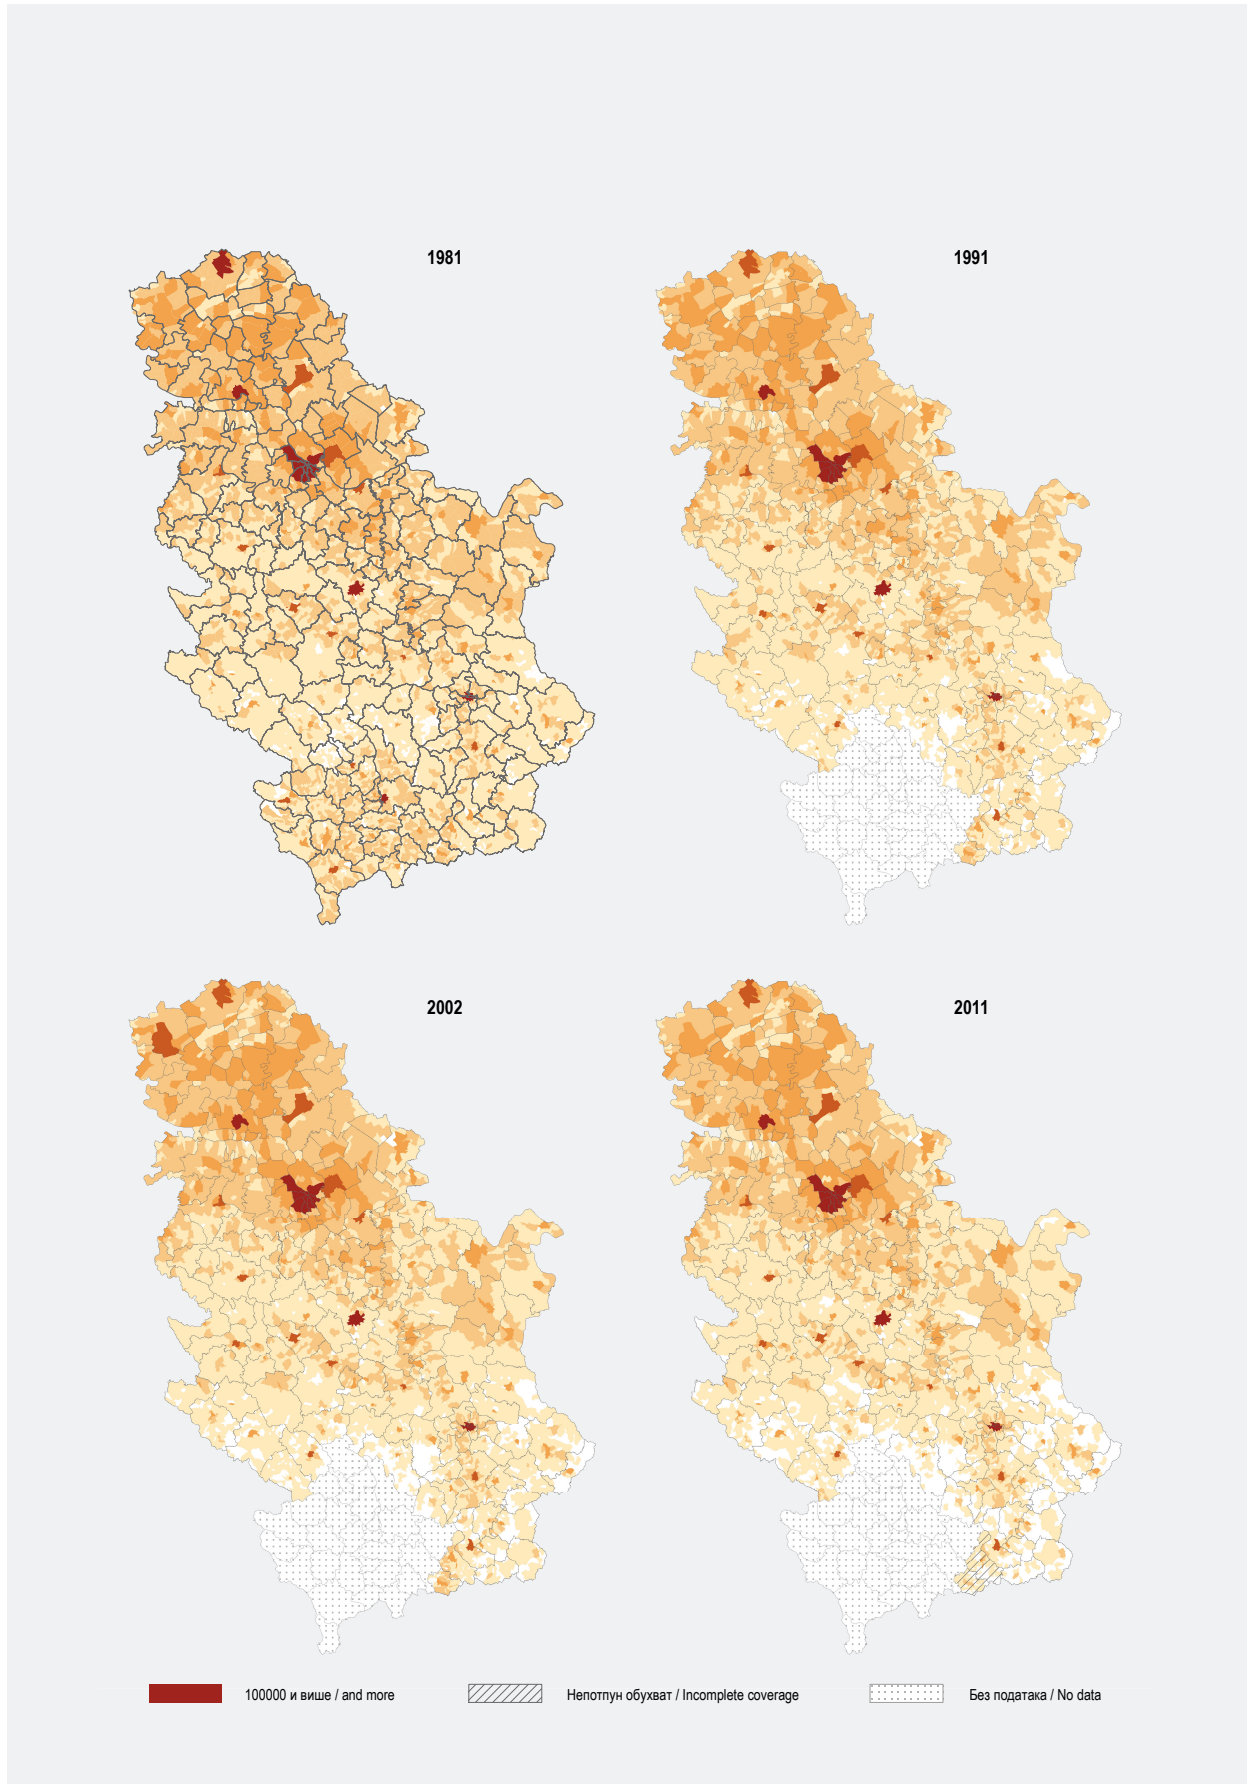 1981
1991
2002
2011
100000 и више / and more
Непотпун обухват / Incomplete coverage
Без података / No data